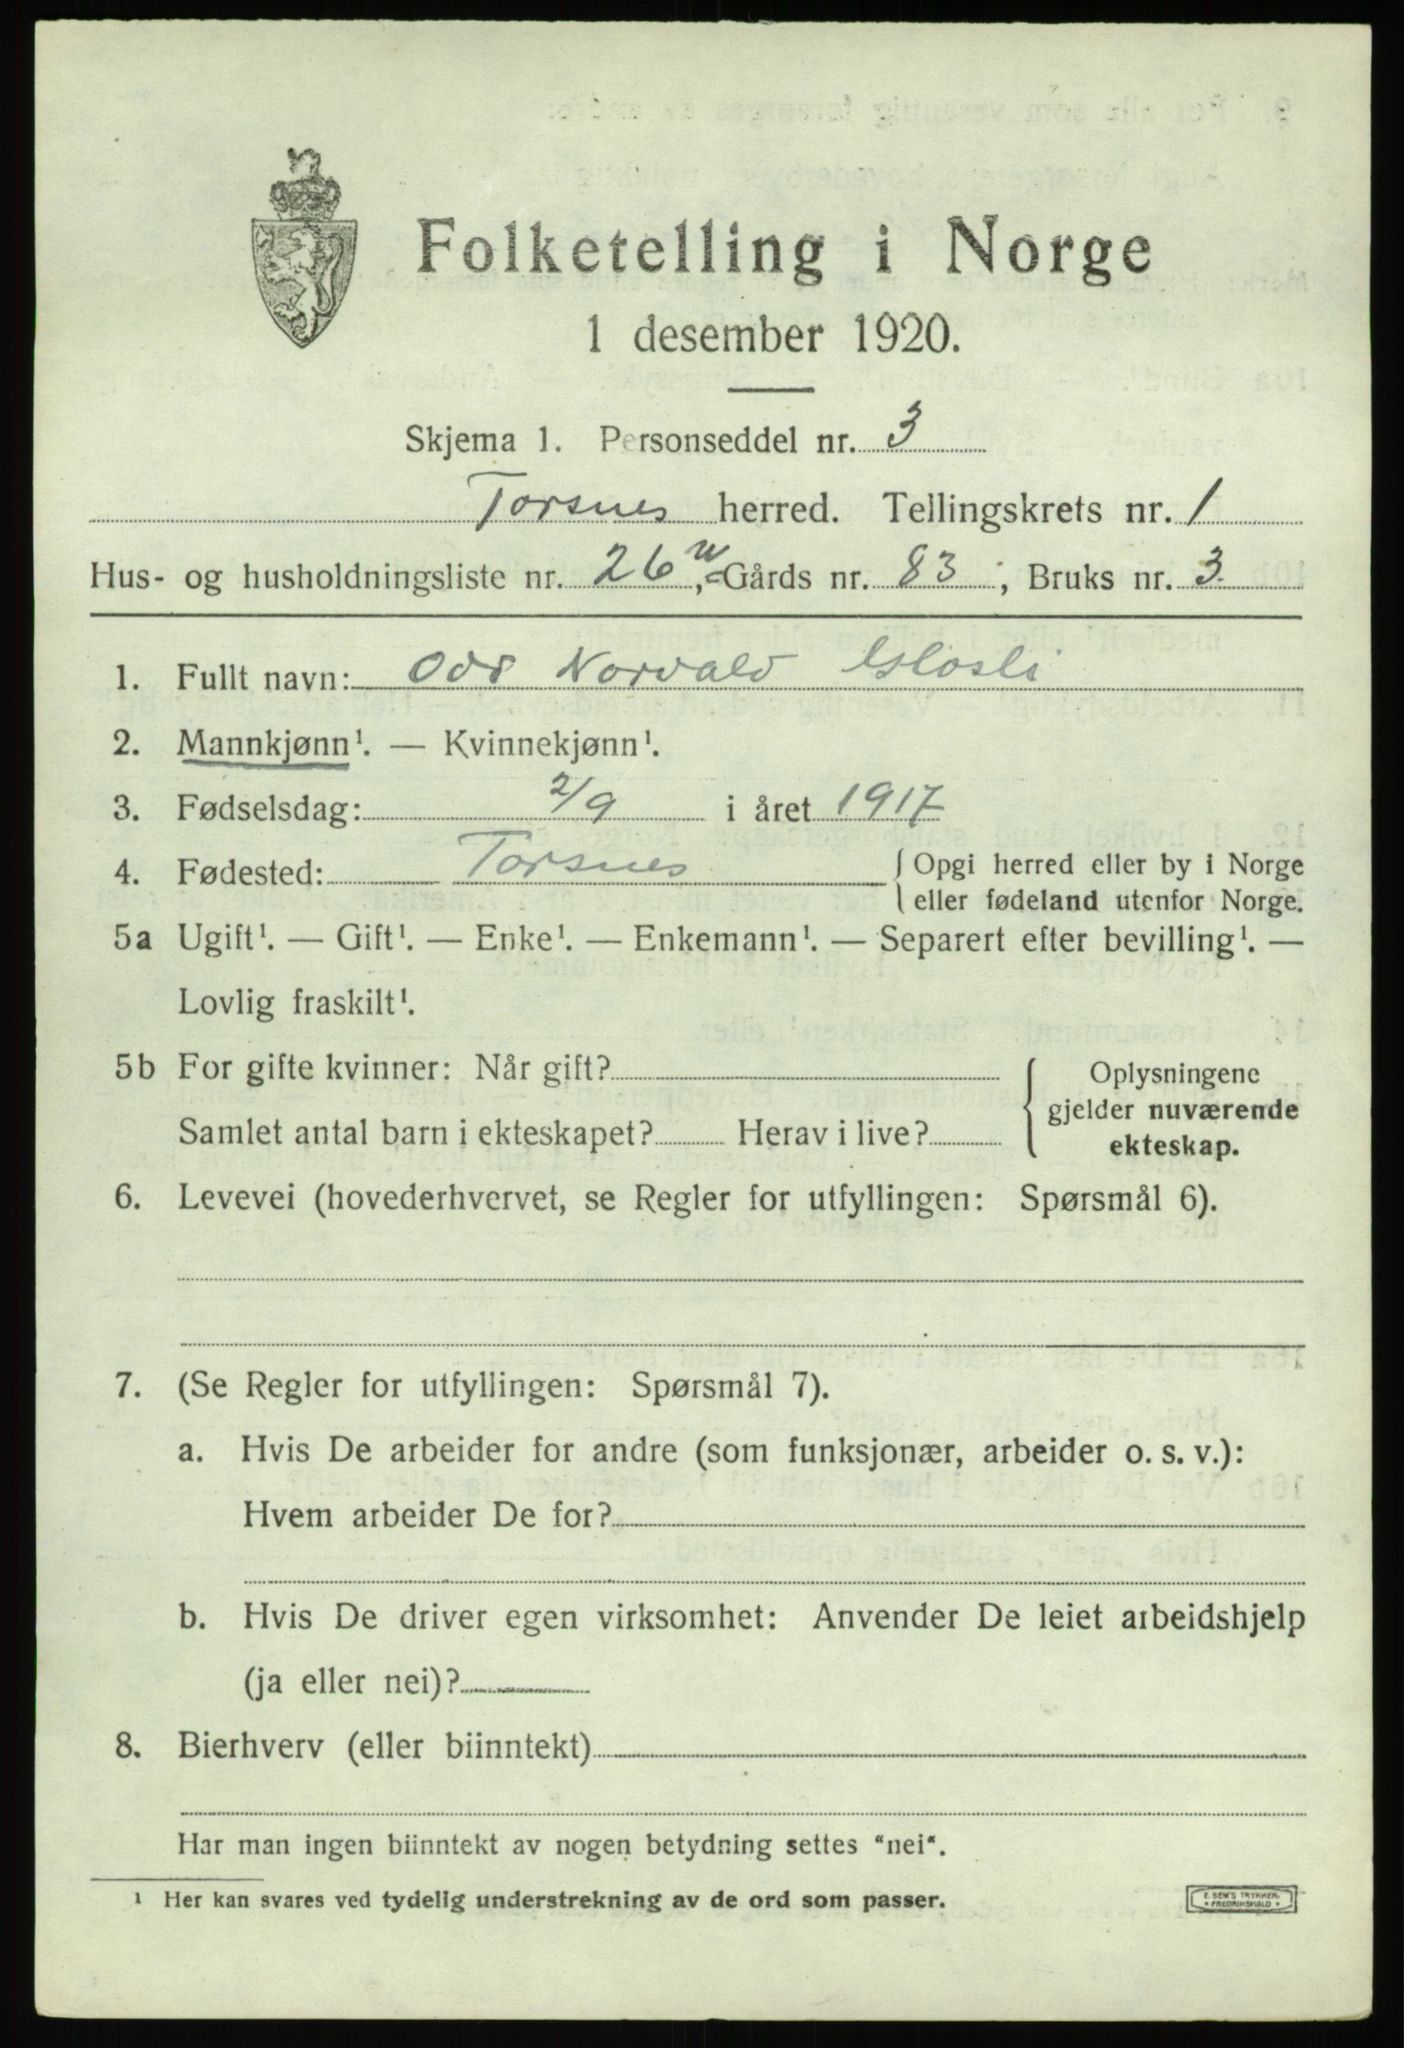 Folketelling i Norge
1 desember 1920.
Skjema 1. Personseddel nr. 3
Torsnes herred. Tellingskrets nr. 1
Hus- og husholdningsliste nr. 26 Gårds nr. 83; Bruks nr. 3.
1. Fullt navn: Odd Norvald
2. Mannkjønn¹. — Kvinnekjønn¹.
3. Fødselsdag: 2/9 i året 1917
4. Fødested: Torsnes { Opgi herred eller by i Norge
eller fødeland utenfor Norge.
5a Ugift¹. — Gift¹. — Enke¹. — Enkemann¹. — Separert efter bevilling¹. —
Lovlig fraskilt¹.
5b For gifte kvinner: Når gift?
Samlet antal barn i ekteskapet? Herav i live?
{ Oplysningene
gjelder nuværende
ekteskap.
6. Levevei (hovederhvervet, se Regler for utfyllingen: Spørsmål 6).
7. (Se Regler for utfyllingen: Spørsmål 7).
a. Hvis De arbeider for andre (som funksjonær, arbeider o. s. v.):
Hvem arbeider De for?
b. Hvis De driver egen virksomhet: Anvender De leiet arbeidshjelp
(ja eller nei)?
8. Bierhverv (eller biinntekt)
Har man ingen biinntekt av nogen betydning settes "nei".
¹ Her kan svares ved tydelig understrekning av de ord som passer.
E. SEM'S TRYKKERI
FREDRIKSHALD